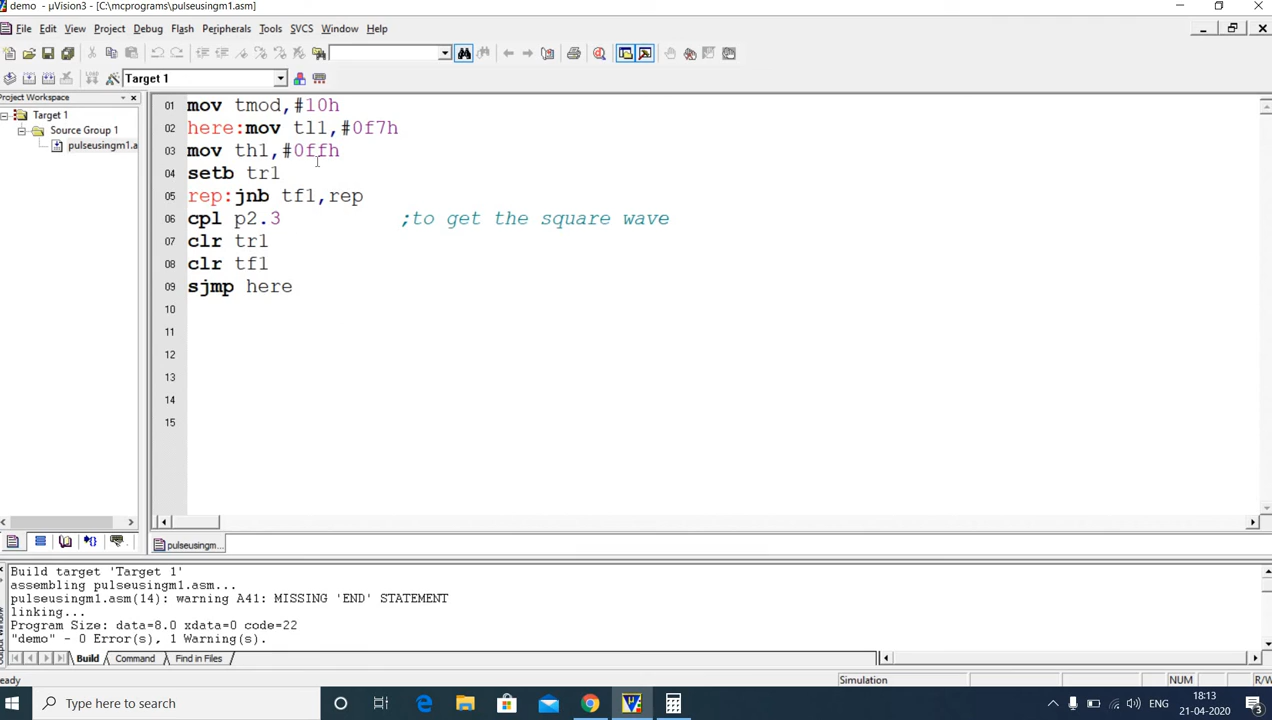 demo - µVision3 - [C:\mcprograms\pulseusingm1.asm]
File Edit View Project Debug Flash Peripherals Tools SVCS Window Help
Target 1
Project Workspace
Target 1
Source Group 1
pulseusingm1.a
01 mov tmod,#10h
02 here:mov tl1,#0f7h
03 mov th1,#0ffh
04 setb tr1
05 rep:jnb tf1,rep
06 cpl p2.3 ;to get the square wave
07 clr tr1
08 clr tf1
09 sjmp here
10
11
12
13
14
15
pulseusingm...
Build target 'Target 1'
assembling pulseusingm1.asm...
pulseusingm1.asm(14): warning A41: MISSING 'END' STATEMENT
linking...
Program Size: data=8.0 xdata=0 code=22
"demo" - 0 Error(s), 1 Warning(s).
Build Command Find in Files
eady Simulation NUM R/W
Type here to search
ENG
18:13
21-04-2020
3